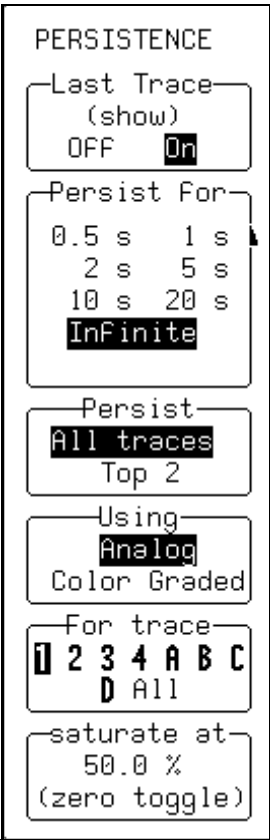 PERSISTENCE
Last Trace
(show)
OFF On
Persist For
0.5 s 1 s
2 s 5 s
10 s 20 s
Infinite
Persist
All traces
Top 2
Using
Analog
Color Graded
For trace
1 2 3 4 A B C
D All
saturate at
50.0 %
(zero toggle)